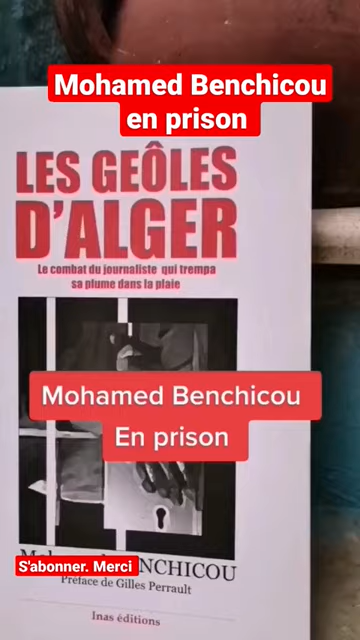 Mohamed Benchicou
en prison
LES GEÔLES
D'ALGER
Le combat du journaliste qui trempa
sa plume dans la plaie
Mohamed Benchicou
En prison
S'abonner. Merci
BENCHICOU
Préface de Gilles Perrault
Inas éditions